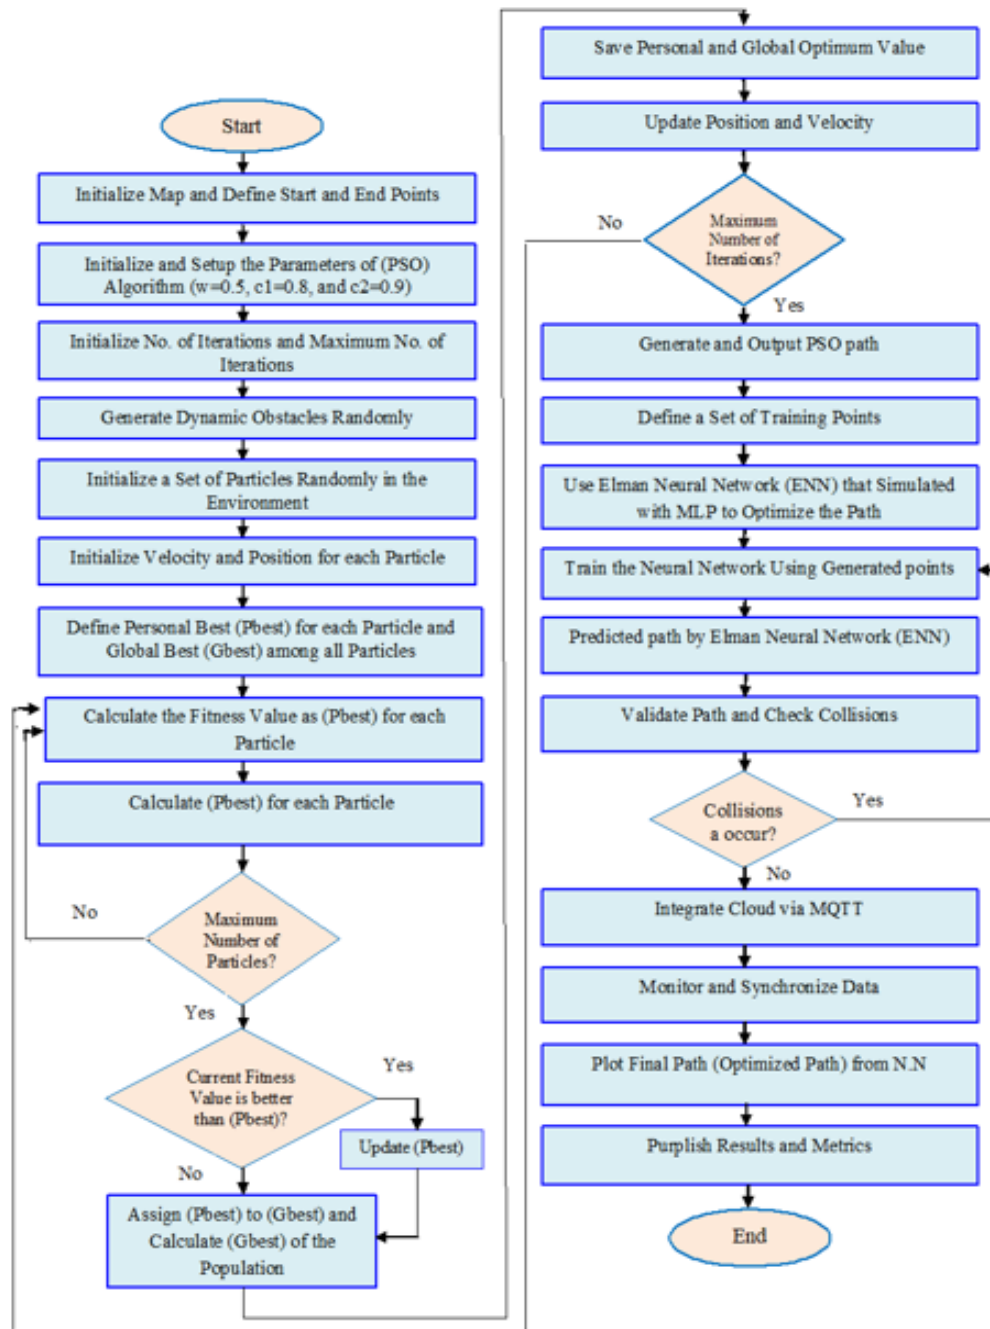 Start
Initialize Map and Define Start and End Points
Initialize and Setup the Parameters of (PSO)
Algorithm (w=0.5, c1=0.8, and c2=0.9)
Initialize No. of Iterations and Maximum No. of
Iterations
Generate Dynamic Obstacles Randomly
Initialize a Set of Particles Randomly in the
Environment
Initialize Velocity and Position for each Particle
Define Personal Best (Pbest) for each Particle and
Global Best (Gbest) among all Particles
Calculate the Fitness Value as (Pbest) for each
Particle
Calculate (Pbest) for each Particle
No
Maximum
Number of
Particles?
Yes
Current Fitness
Value is better
than (Pbest)?
Yes
Update (Pbest)
No
Assign (Pbest) to (Gbest) and
Calculate (Gbest) of the
Population
Save Personal and Global Optimum Value
Update Position and Velocity
No
Maximum
Number of
Iterations?
Yes
Generate and Output PSO path
Define a Set of Training Points
Use Elman Neural Network (ENN) that Simulated
with MLP to Optimize the Path
Train the Neural Network Using Generated points
Predicted path by Elman Neural Network (ENN)
Validate Path and Check Collisions
Collisions
a occur?
Yes
No
Integrate Cloud via MQTT
Monitor and Synchronize Data
Plot Final Path (Optimized Path) from N.N
Purplish Results and Metrics
End